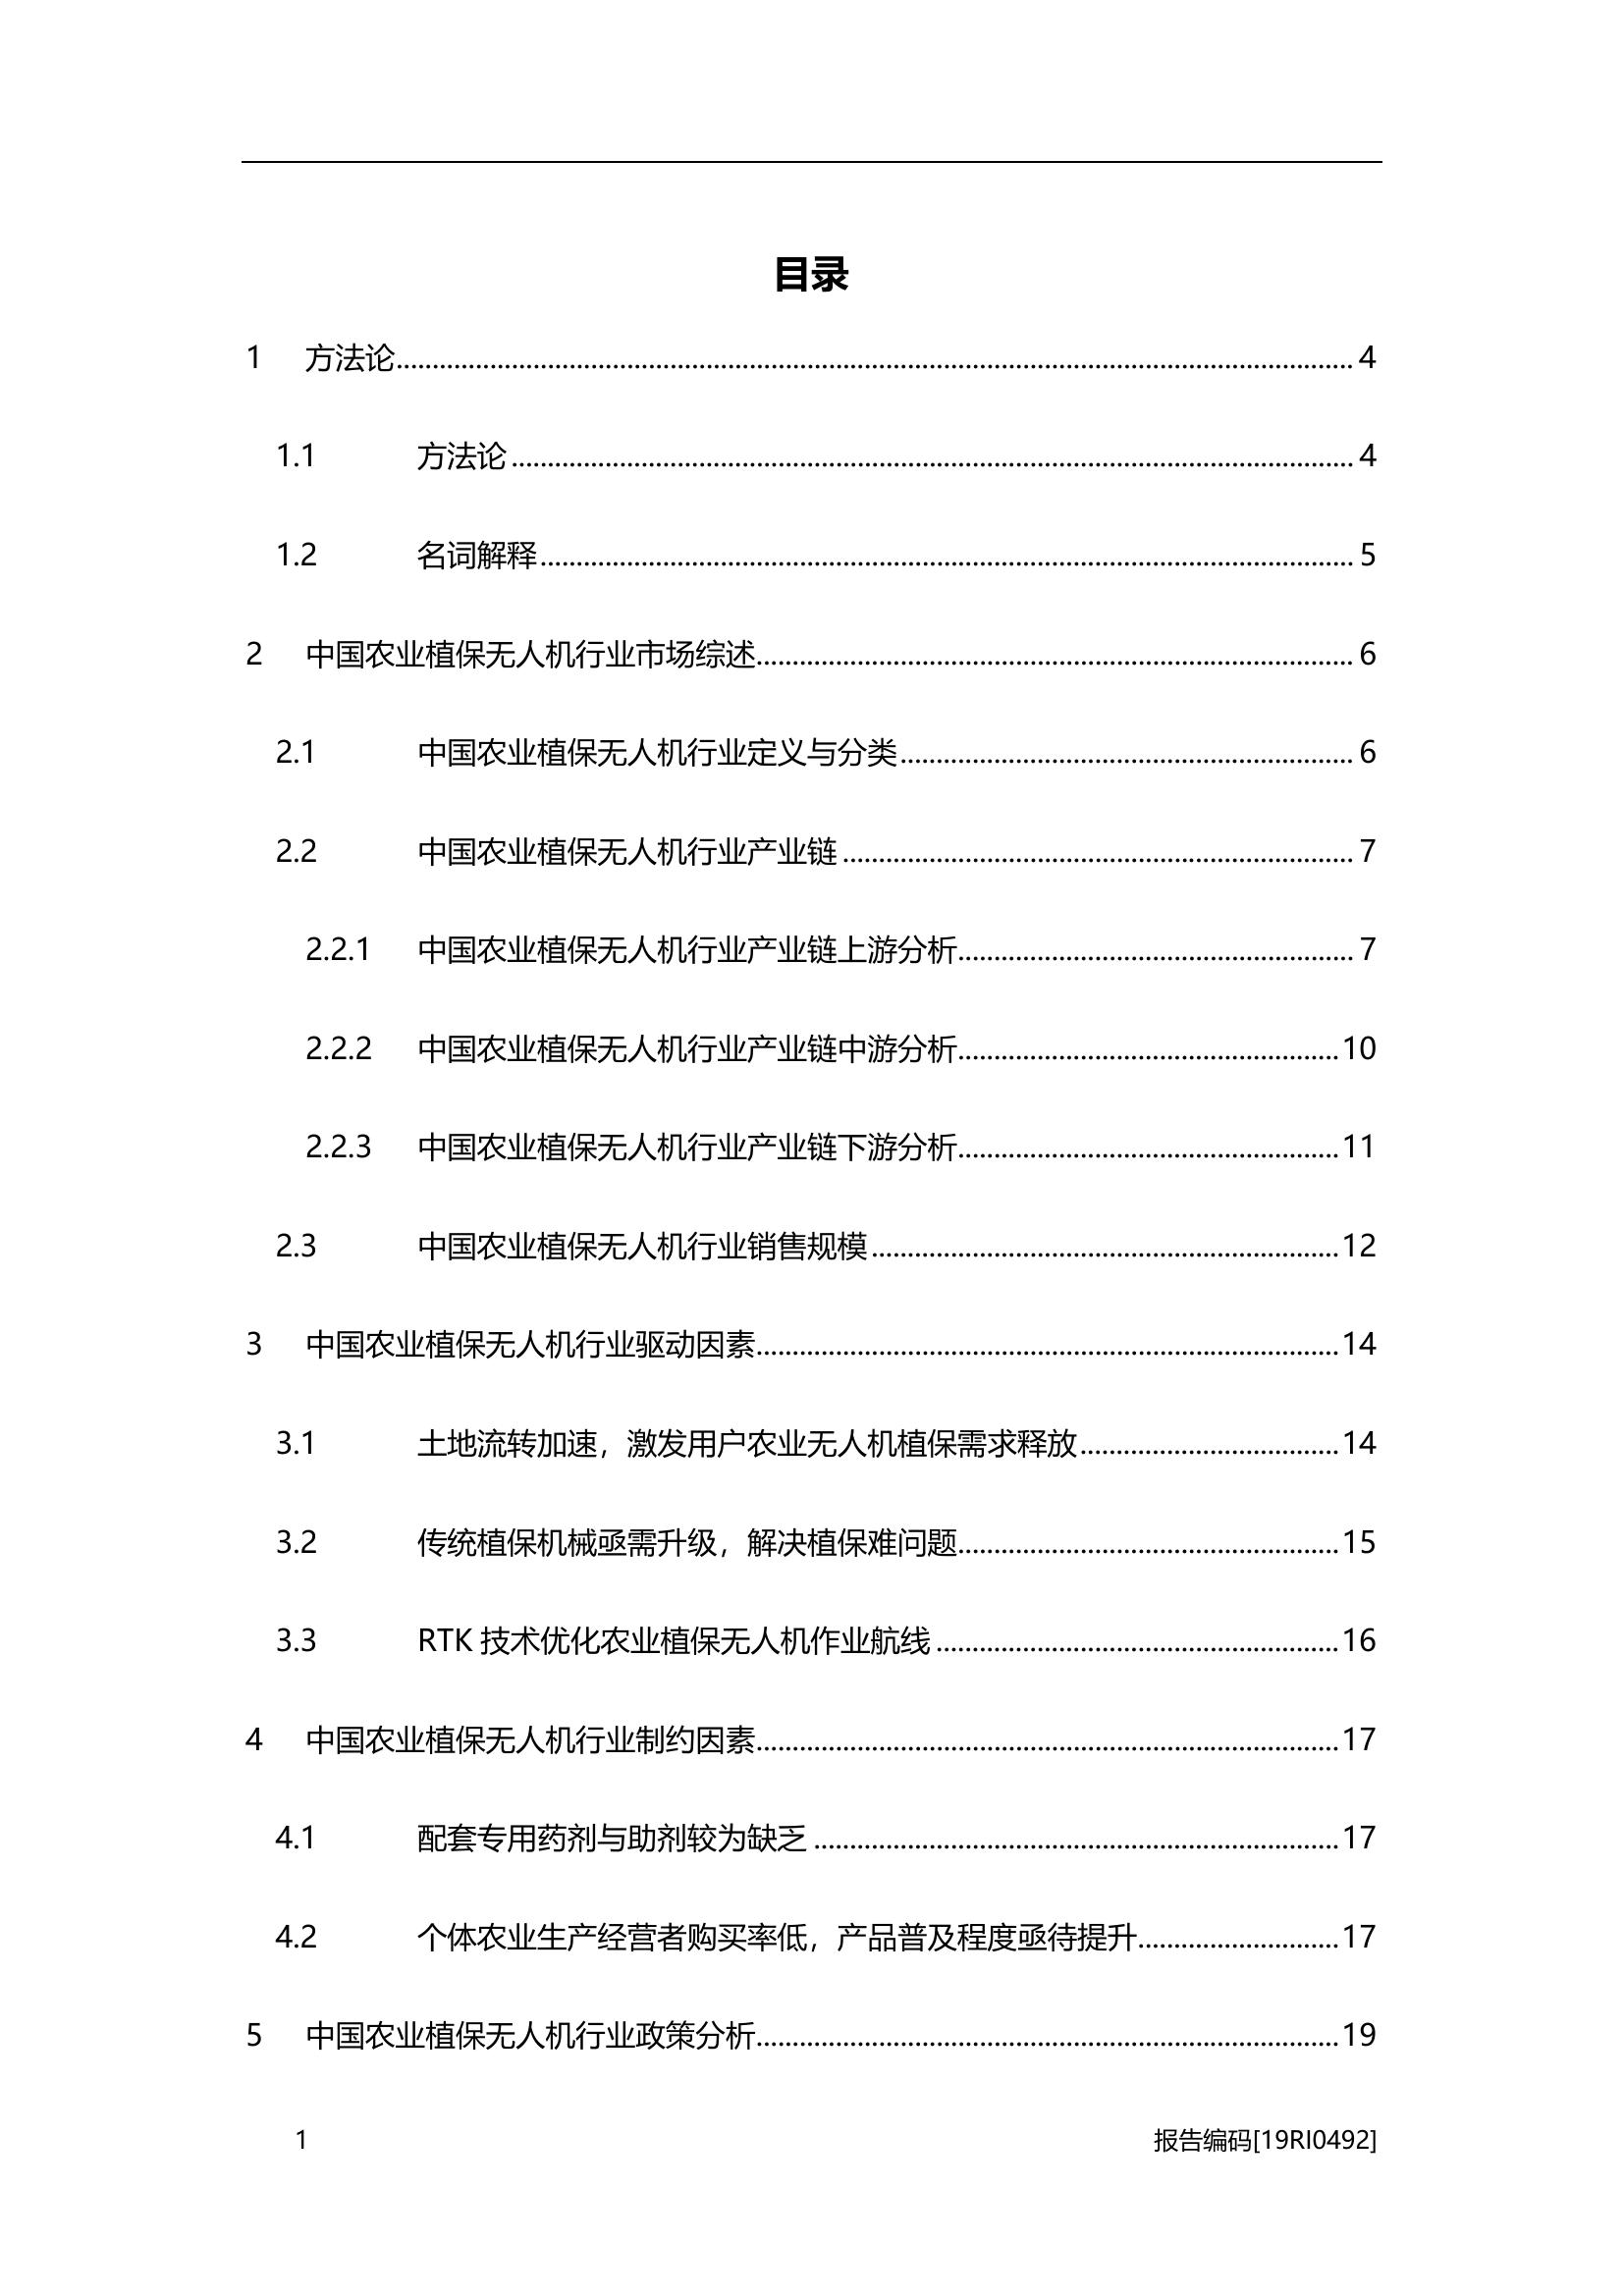 目录
1 方法论 4
1.1 方法论 4
1.2 名词解释 5
2 中国农业植保无人机行业市场综述 6
2.1 中国农业植保无人机行业定义与分类 6
2.2 中国农业植保无人机行业产业链 7
2.2.1 中国农业植保无人机行业产业链上游分析 7
2.2.2 中国农业植保无人机行业产业链中游分析 10
2.2.3 中国农业植保无人机行业产业链下游分析 11
2.3 中国农业植保无人机行业销售规模 12
3 中国农业植保无人机行业驱动因素 14
3.1 土地流转加速，激发用户农业无人机植保需求释放 14
3.2 传统植保机械亟需升级，解决植保难问题 15
3.3 RTK 技术优化农业植保无人机作业航线 16
4 中国农业植保无人机行业制约因素 17
4.1 配套专用药剂与助剂较为缺乏 17
4.2 个体农业生产经营者购买率低，产品普及程度亟待提升 17
5 中国农业植保无人机行业政策分析 19
1 报告编码[19RI0492]